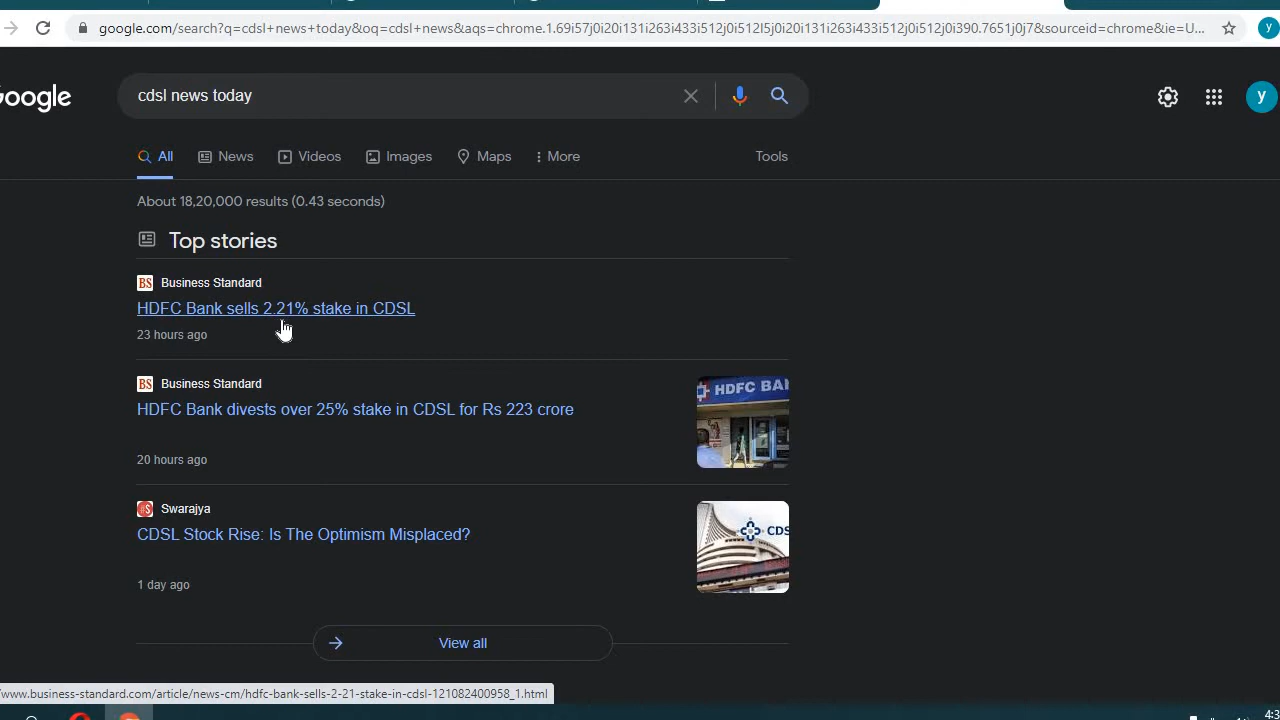 google.com/search?q=cdsl+news+today&oq=cdsl+news&aqs=chrome.1.69i57j0i20i131i263i433i512j0i512l5j0i20i131i263i433i512j0i512j0i390.7651j0j7&sourceid=chrome&ie=U...
y
Google
cdsl news today
y
All
News
Videos
Images
Maps
More
Tools
About 18,20,000 results (0.43 seconds)
Top stories
BS Business Standard
HDFC Bank sells 2.21% stake in CDSL
23 hours ago
BS Business Standard
HDFC Bank divests over 25% stake in CDSL for Rs 223 crore
HDFC BAN
20 hours ago
Swarajya
CDSL Stock Rise: Is The Optimism Misplaced?
CDS
1 day ago
View all
/www.business-standard.com/article/news-cm/hdfc-bank-sells-2-21-stake-in-cdsl-121082400958_1.html